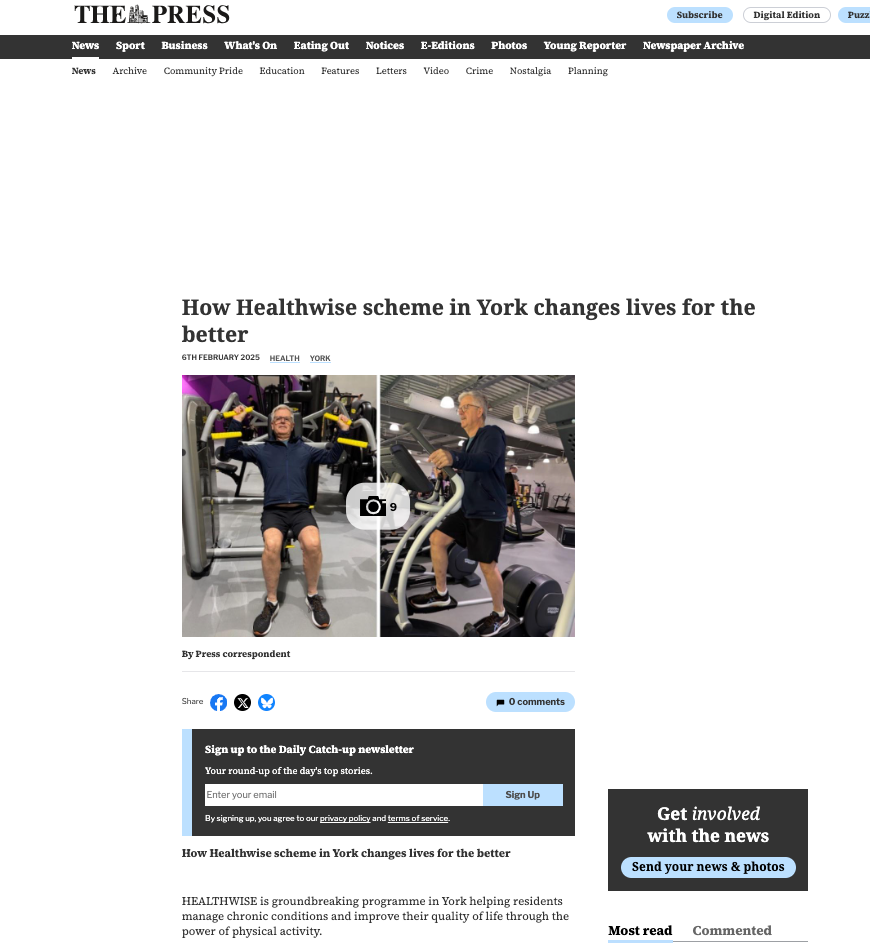 THE PRESS
Subscribe
Digital Edition
Puzz
News Sport Business What's On Eating Out Notices E-Editions Photos Young Reporter Newspaper Archive
News Archive Community Pride Education Features Letters Video Crime Nostalgia Planning
How Healthwise scheme in York changes lives for the
better
6TH FEBRUARY 2025 HEALTH YORK
9
By Press correspondent
Share
0 comments
Sign up to the Daily Catch-up newsletter
Your round-up of the day's top stories.
Enter your email
Sign Up
By signing up, you agree to our privacy policy and terms of service.
How Healthwise scheme in York changes lives for the better
HEALTHWISE is groundbreaking programme in York helping residents
manage chronic conditions and improve their quality of life through the
power of physical activity.
Get involved
with the news
Send your news & photos
Most read Commented